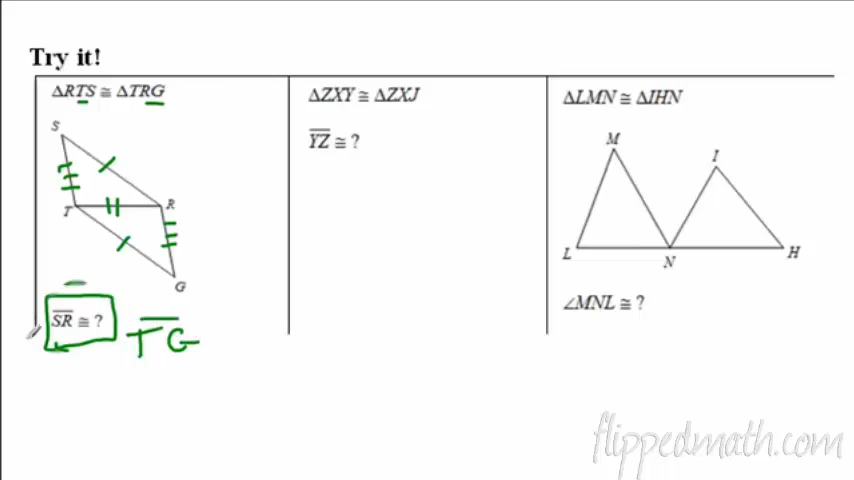 Try it!
ΔRTS ≅ ΔTRG
S
T
R
G
SR ≅ ?
TG
ΔZXY ≅ ΔZXJ
YZ ≅ ?
ΔLMN ≅ ΔIHN
M
I
L
N
H
∠MNL ≅ ?
flippedmath.com